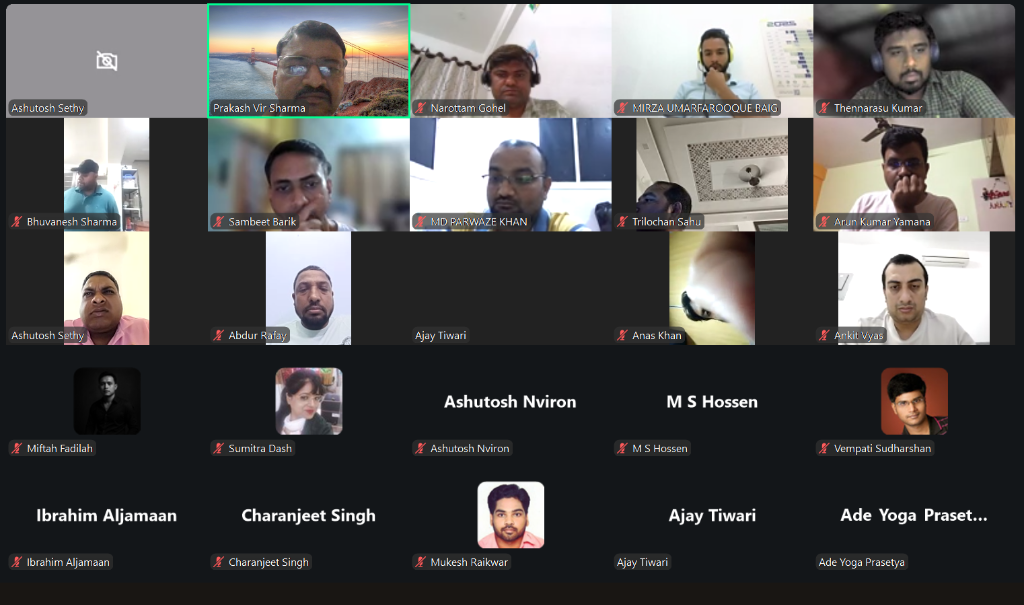 Ashutosh Sethy
Prakash Vir Sharma
Narottam Gohel
2025
MIRZA UMARFAROOQUE BAIG
Thennarasu Kumar
Bhuvanesh Sharma
Sambeet Barik
MD PARWAZE KHAN
Trilochan Sahu
Arun Kumar Yamana
Ashutosh Sethy
Abdur Rafay
Ajay Tiwari
Anas Khan
Ankit Vyas
Miftah Fadilah
Sumitra Dash
Ashutosh Nviron
Ashutosh Nviron
M S Hossen
M S Hossen
Vempati Sudharshan
Ibrahim Aljamaan
Ibrahim Aljamaan
Charanjeet Singh
Charanjeet Singh
Mukesh Raikwar
Ajay Tiwari
Ajay Tiwari
Ade Yoga Praset...
Ade Yoga Prasetya